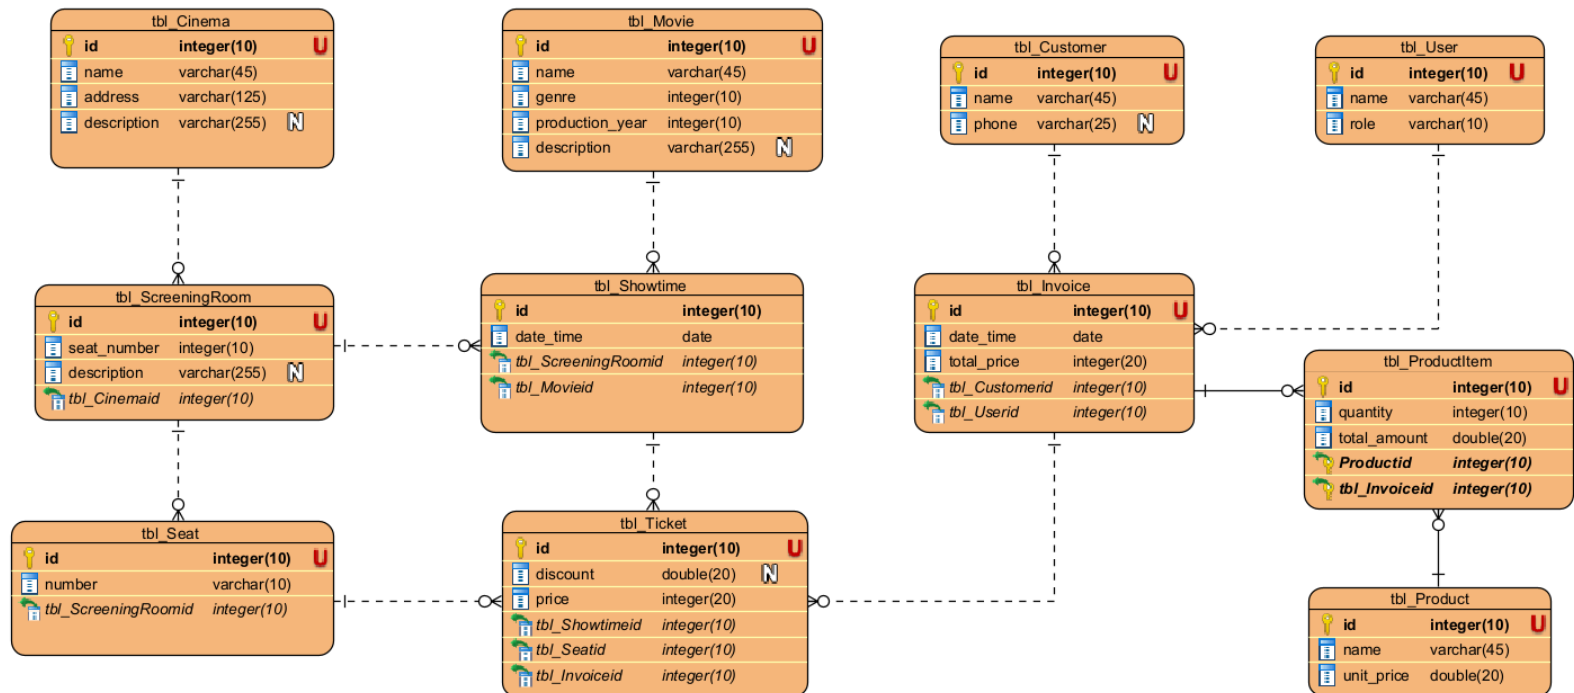 tbl_Cinema
id integer(10) U
name varchar(45)
address varchar(125)
description varchar(255) N
tbl_Movie
id integer(10) U
name varchar(45)
genre integer(10)
production_year integer(10)
description varchar(255) N
tbl_Customer
id integer(10) U
name varchar(45)
phone varchar(25) N
tbl_User
id integer(10) U
name varchar(45)
role varchar(10)
tbl_ScreeningRoom
id integer(10) U
seat_number integer(10)
description varchar(255) N
tbl_Cinemaid integer(10)
tbl_Showtime
id integer(10)
date_time date
tbl_ScreeningRoomid integer(10)
tbl_Movieid integer(10)
tbl_Invoice
id integer(10) U
date_time date
total_price integer(20)
tbl_Customerid integer(10)
tbl_Userid integer(10)
tbl_ProductItem
id integer(10) U
quantity integer(10)
total_amount double(20)
Productid integer(10)
tbl_Invoiceid integer(10)
tbl_Seat
id integer(10) U
number varchar(10)
tbl_ScreeningRoomid integer(10)
tbl_Ticket
id integer(10) U
discount double(20) N
price integer(20)
tbl_Showtimeid integer(10)
tbl_Seatid integer(10)
tbl_Invoiceid integer(10)
tbl_Product
id integer(10) U
name varchar(45)
unit_price double(20)